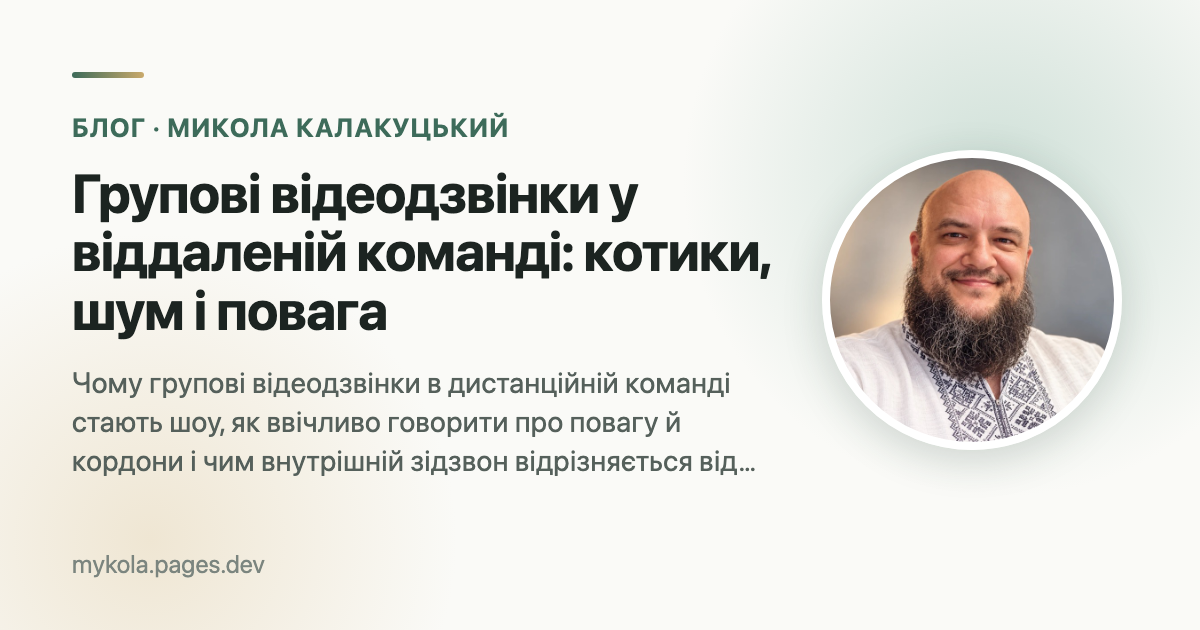 БЛОГ · МИКОЛА КАЛАКУЦЬКИЙ
Групові відеодзвінки у
віддаленій команді: котики,
шум і повага
Чому групові відеодзвінки в дистанційній команді
стають шоу, як ввічливо говорити про повагу й
кордони і чим внутрішній зідзвон відрізняється від…
mykola.pages.dev